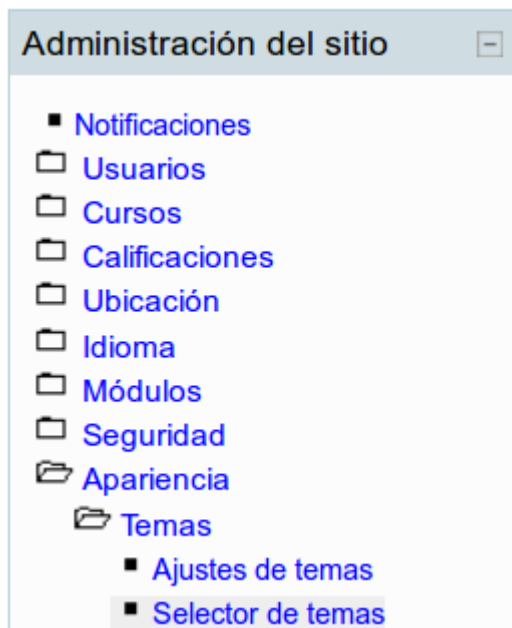 Administración del sitio
Notificaciones
Usuarios
Cursos
Calificaciones
Ubicación
Idioma
Módulos
Seguridad
Apariencia
Temas
Ajustes de temas
Selector de temas